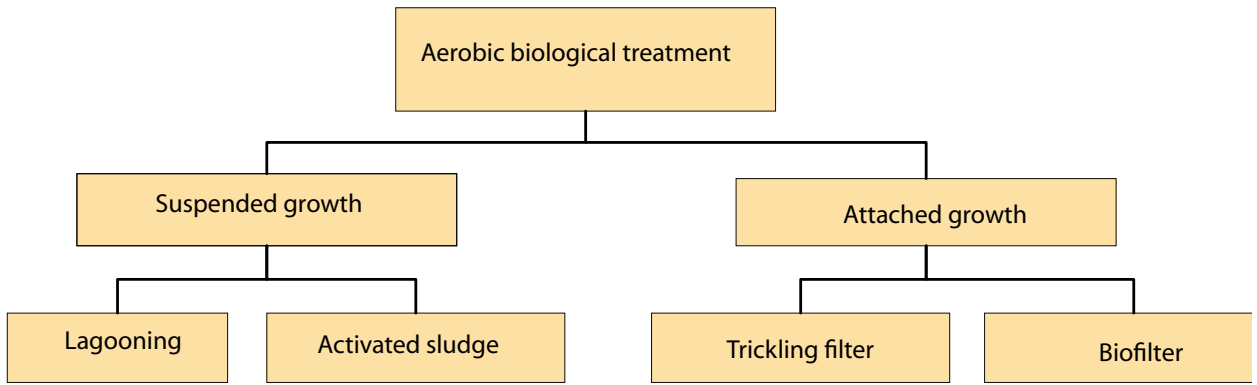 Aerobic biological treatment
Suspended growth
Attached growth
Lagooning
Activated sludge
Trickling filter
Biofilter